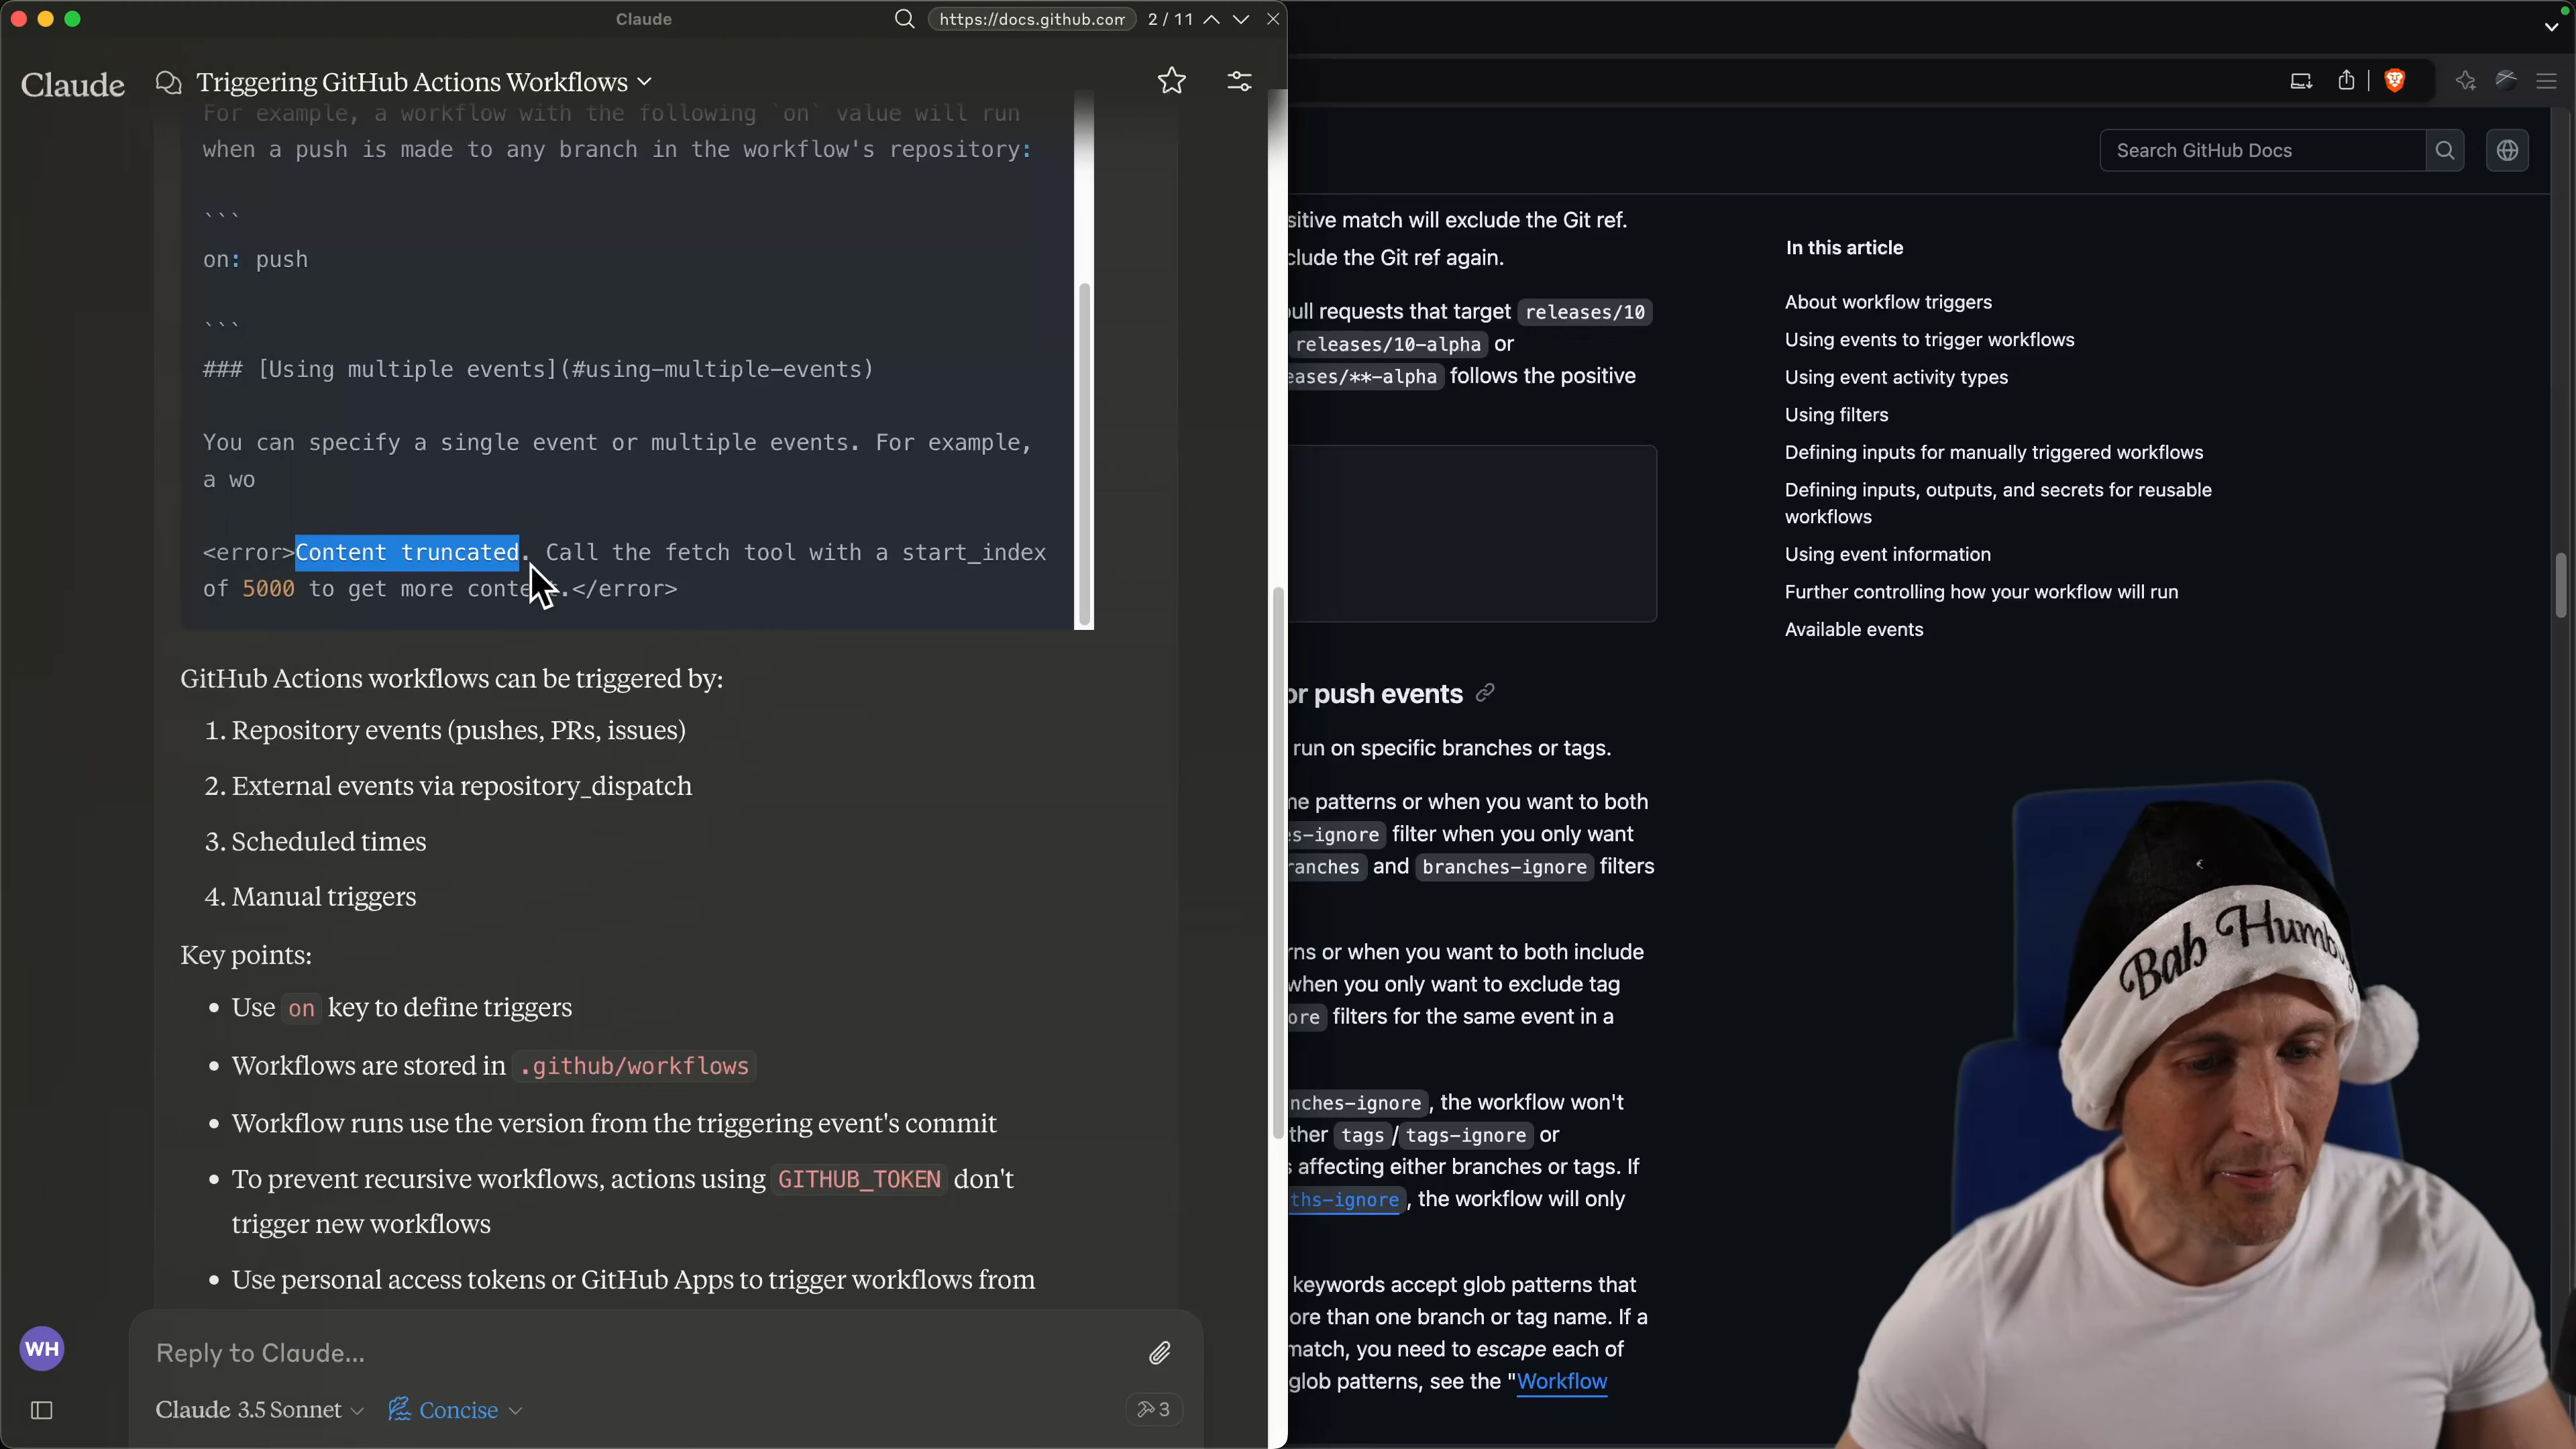 Claude
https://docs.github.com
2 / 11
Claude
Triggering GitHub Actions Workflows
For example, a workflow with the following `on` value will run
when a push is made to any branch in the workflow's repository:
```
on: push
```
### [Using multiple events](#using-multiple-events)
You can specify a single event or multiple events. For example,
a wo
<error>Content truncated. Call the fetch tool with a start_index
of 5000 to get more conte .</error>
GitHub Actions workflows can be triggered by:
1. Repository events (pushes, PRs, issues)
2. External events via repository_dispatch
3. Scheduled times
4. Manual triggers
Key points:
• Use on key to define triggers
• Workflows are stored in .github/workflows
• Workflow runs use the version from the triggering event's commit
• To prevent recursive workflows, actions using GITHUB_TOKEN don't
trigger new workflows
• Use personal access tokens or GitHub Apps to trigger workflows from
WH
Reply to Claude...
Claude 3.5 Sonnet
Concise
3
Search GitHub Docs
sitive match will exclude the Git ref.
clude the Git ref again.
pull requests that target releases/10
releases/10-alpha or
eases/**-alpha follows the positive
or push events
run on specific branches or tags.
me patterns or when you want to both
es-ignore filter when you only want
ranches and branches-ignore filters
rns or when you want to both include
when you only want to exclude tag
ore filters for the same event in a
nches-ignore, the workflow won't
ther tags/tags-ignore or
s affecting either branches or tags. If
ths-ignore, the workflow will only
keywords accept glob patterns that
ore than one branch or tag name. If a
match, you need to escape each of
glob patterns, see the "Workflow
In this article
About workflow triggers
Using events to trigger workflows
Using event activity types
Using filters
Defining inputs for manually triggered workflows
Defining inputs, outputs, and secrets for reusable
workflows
Using event information
Further controlling how your workflow will run
Available events
Bah Humb